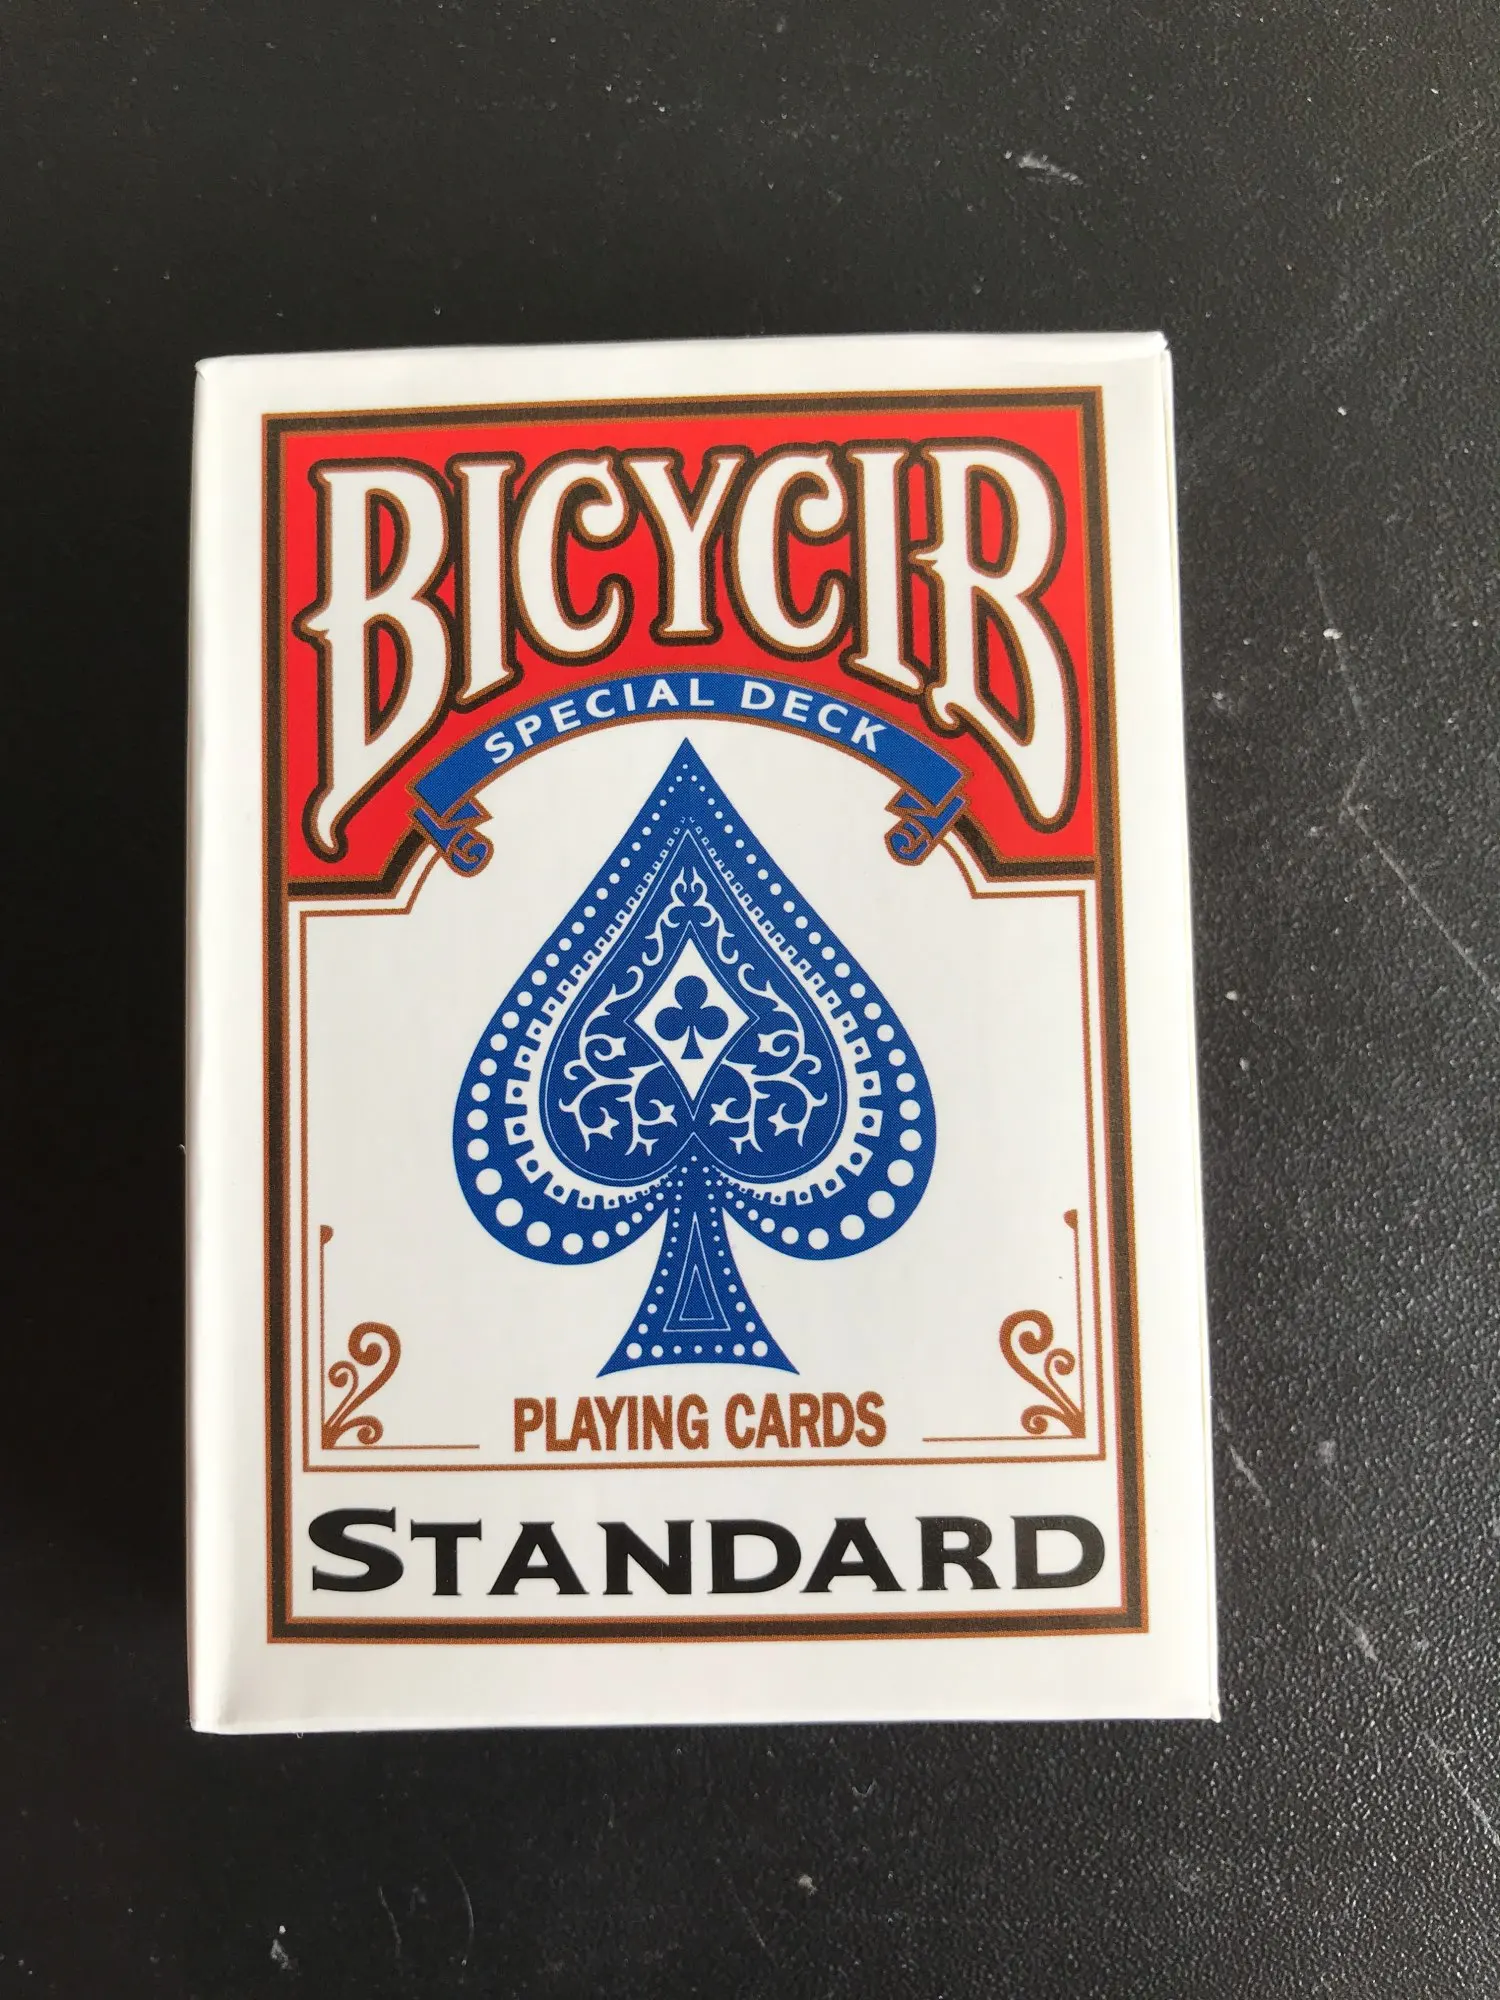 BICYCIB
SPECIAL DECK
PLAYING CARDS
STANDARD